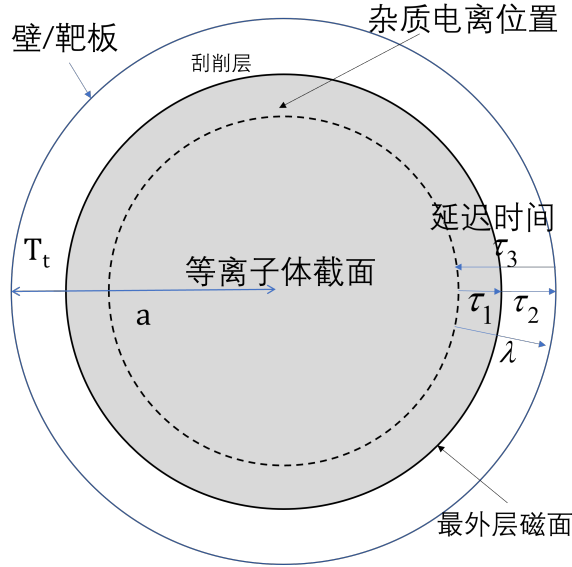 杂质电离位置
壁/靶板
刮削层
延迟时间
T_t
τ_3
等离子体截面
a
τ_1
τ_2
λ
最外层磁面